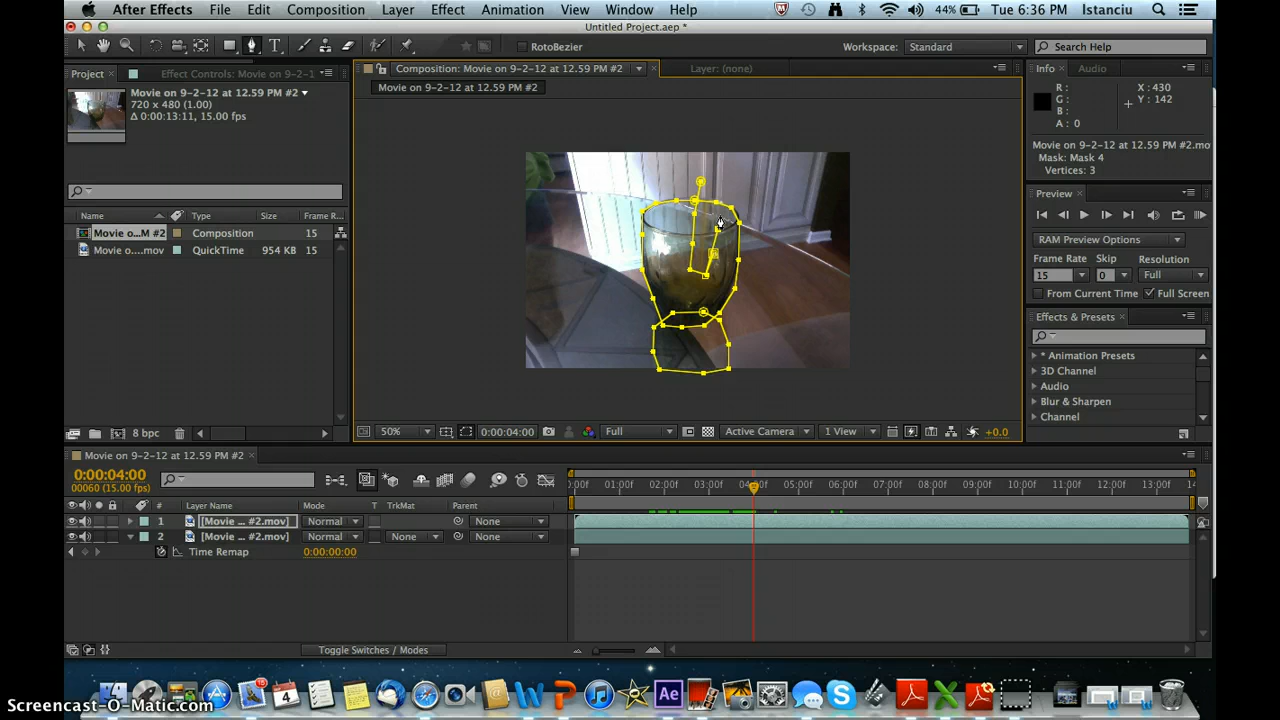 After Effects File Edit Composition Layer Effect Animation View Window Help 44% Tue 6:36 PM Istanciu
Untitled Project.aep *
RotoBezier Workspace: Standard Search Help
Project Effect Controls: Movie on 9-2-1
Composition: Movie on 9-2-12 at 12.59 PM #2 Layer: (none)
Info Audio
Movie on 9-2-12 at 12.59 PM #2
Movie on 9-2-12 at 12.59 PM #2
720 x 480 (1.00)
Δ 0:00:13:11, 15.00 fps
R: X: 430
G: Y: 142
B:
A: 0
Movie on 9-2-12 at 12.59 PM #2.mo
Mask: Mask 4
Vertices: 3
Preview
Name Type Size Frame R...
Movie o...M #2 Composition 15
Movie o....mov QuickTime 954 KB 15
RAM Preview Options
Frame Rate Skip Resolution
15 0 Full
From Current Time Full Screen
Effects & Presets
* Animation Presets
3D Channel
Audio
Blur & Sharpen
Channel
8 bpc
50% 0:00:04:00 Full Active Camera 1 View +0.0
Movie on 9-2-12 at 12.59 PM #2
0:00:04:00
00060 (15.00 fps)
:00f 01:00f 02:00f 03:00f 04:00f 05:00f 06:00f 07:00f 08:00f 09:00f 10:00f 11:00f 12:00f 13:00f 14
# Layer Name Mode T TrkMat Parent
1 [Movie ... #2.mov] Normal None
2 [Movie ... #2.mov] Normal None None
Time Remap 0:00:00:00
Toggle Switches / Modes
Screencast-O-Matic.com